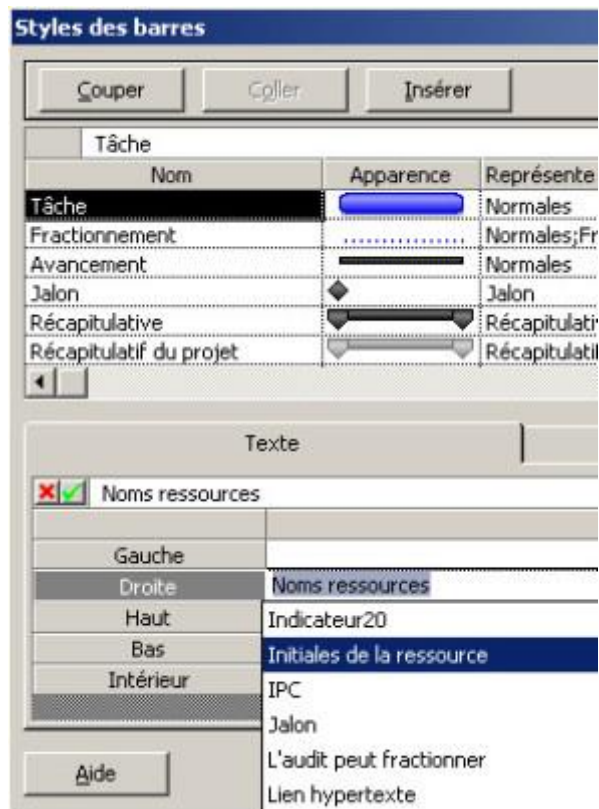 Styles des barres
Couper Coller Insérer
Tâche
Nom Apparence Représente
Tâche Normales
Fractionnement Normales;Fr
Avancement Normales
Jalon Jalon
Récapitulative Récapitulativ
Récapitulatif du projet Récapitulatif
Texte
Noms ressources
Gauche
Droite Noms ressources
Haut Indicateur20
Bas Initiales de la ressource
Intérieur IPC
Jalon
L'audit peut fractionner
Aide Lien hypertexte